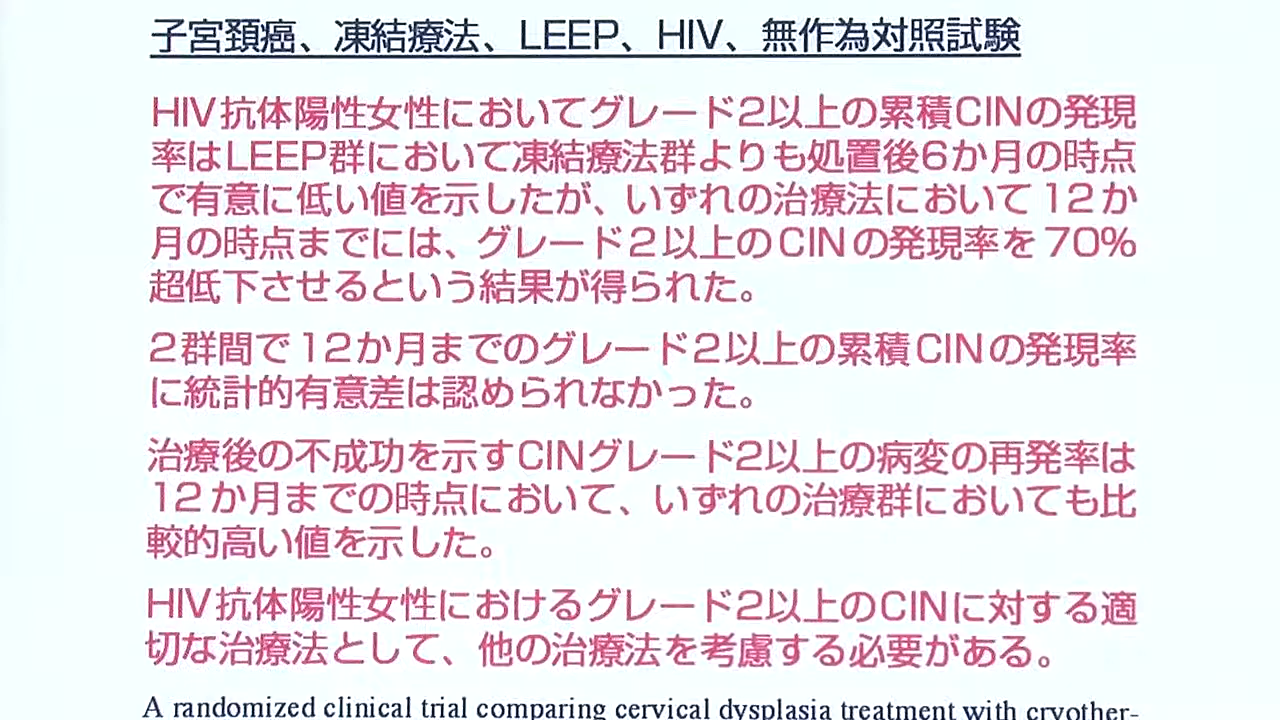 子宮頚癌、凍結療法、LEEP、HIV、無作為対照試験
HIV抗体陽性女性においてグレード2以上の累積CINの発現
率はLEEP群において凍結療法群よりも処置後6か月の時点
で有意に低い値を示したが、いずれの治療法において12か
月の時点までには、グレード2以上のCINの発現率を70%
超低下させるという結果が得られた。
2群間で12か月までのグレード2以上の累積CINの発現率
に統計的有意差は認められなかった。
治療後の不成功を示すCINグレード2以上の病変の再発率は
12か月までの時点において、いずれの治療群においても比
較的高い値を示した。
HIV抗体陽性女性におけるグレード2以上のCINに対する適
切な治療法として、他の治療法を考慮する必要がある。
A randomized clinical trial comparing cervical dysplasia treatment with cryother-